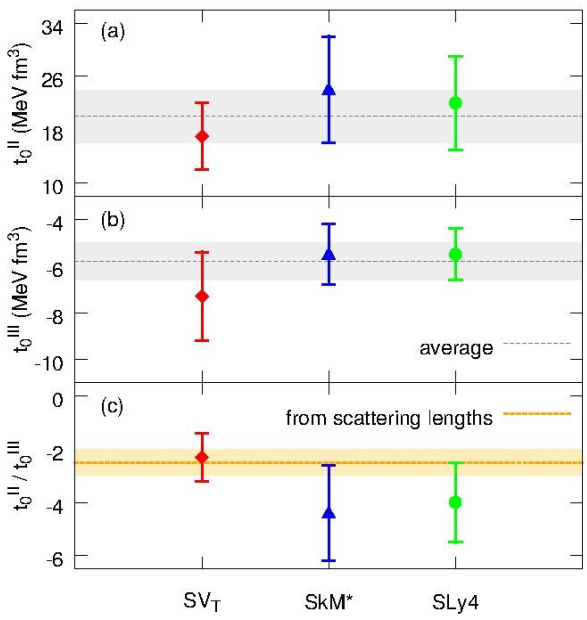 (a)
34
26
18
10
t₀ᴵᴵ (MeV fm³)
(b)
-4
-6
-8
-10
t₀ᴵᴵᴵ (MeV fm³)
average
(c)
0
-2
-4
-6
t₀ᴵᴵ / t₀ᴵᴵᴵ
from scattering lengths
SV_T SkM* SLy4